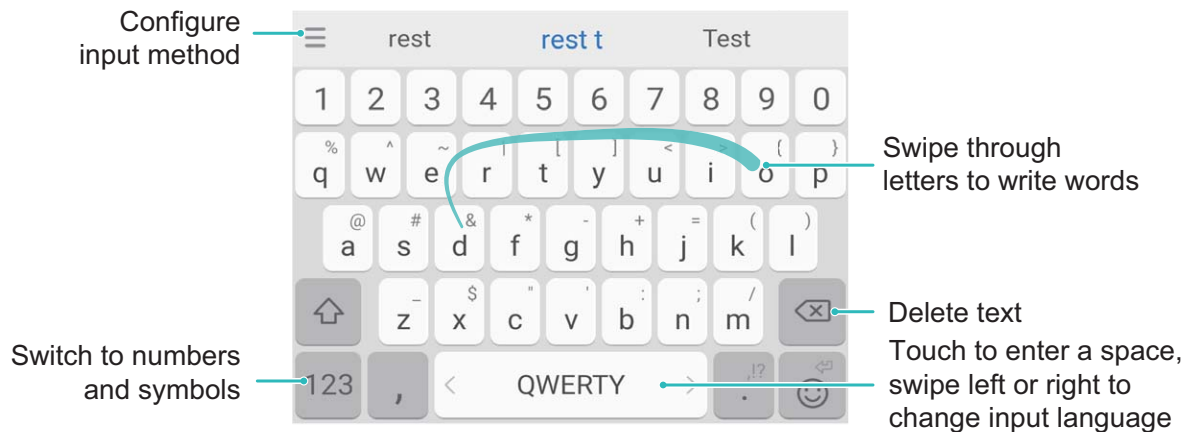 Configure
input method
rest rest t Test
1 2 3 4 5 6 7 8 9 0
% ^ ~ | [ ] < > { }
q w e r t y u i o p
@ # & * - + = ( )
a s d f g h j k l
_ $ " ' : ; /
z x c v b n m
123 , < QWERTY > ,!? .
Switch to numbers
and symbols
Swipe through
letters to write words
Delete text
Touch to enter a space,
swipe left or right to
change input language